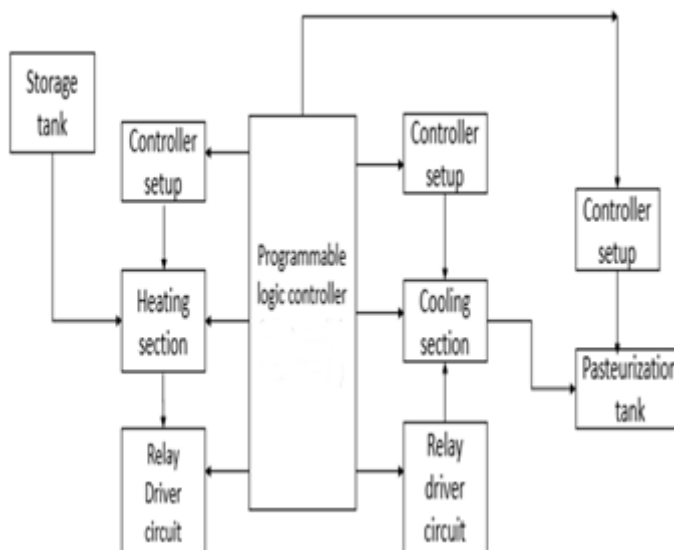 Storage
tank
Controller
setup
Heating
section
Relay
Driver
circuit
Programmable
logic controller
Controller
setup
Cooling
section
Relay
driver
circuit
Controller
setup
Pasteurization
tank